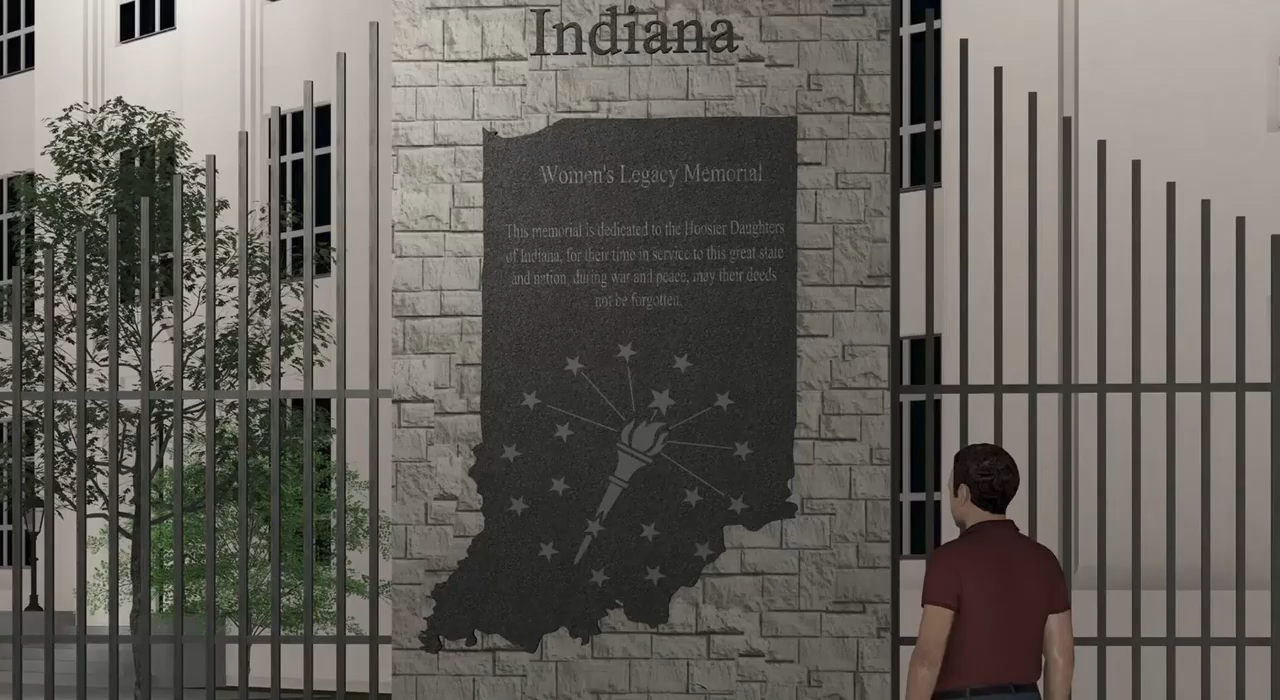 Indiana
Women's Legacy Memorial
This memorial is dedicated to the Hoosier Daughters
of Indiana, for their time in service to this great state
and nation, during war and peace, may their deeds
not be forgotten.